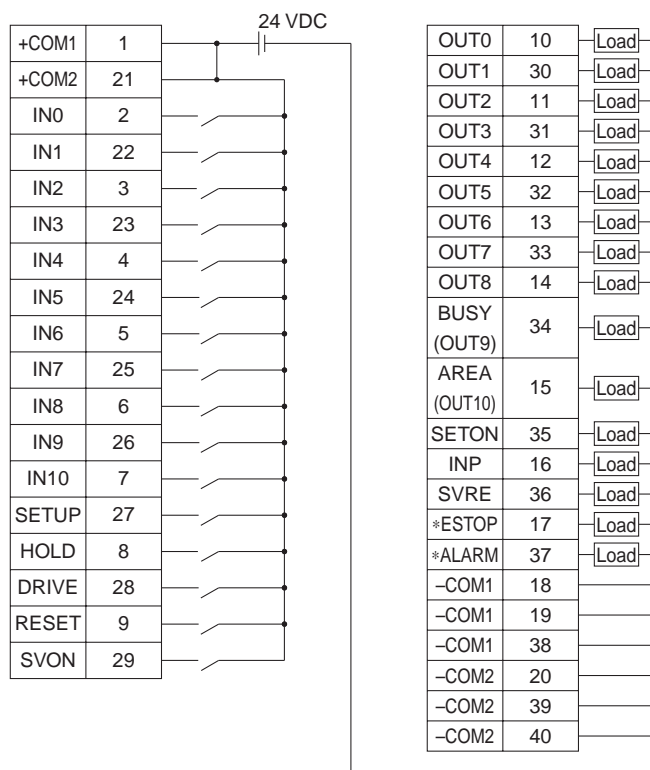 24 VDC
+COM1 1
+COM2 21
IN0 2
IN1 22
IN2 3
IN3 23
IN4 4
IN5 24
IN6 5
IN7 25
IN8 6
IN9 26
IN10 7
SETUP 27
HOLD 8
DRIVE 28
RESET 9
SVON 29
OUT0 10 Load
OUT1 30 Load
OUT2 11 Load
OUT3 31 Load
OUT4 12 Load
OUT5 32 Load
OUT6 13 Load
OUT7 33 Load
OUT8 14 Load
BUSY
(OUT9) 34 Load
AREA
(OUT10) 15 Load
SETON 35 Load
INP 16 Load
SVRE 36 Load
*ESTOP 17 Load
*ALARM 37 Load
–COM1 18
–COM1 19
–COM1 38
–COM2 20
–COM2 39
–COM2 40